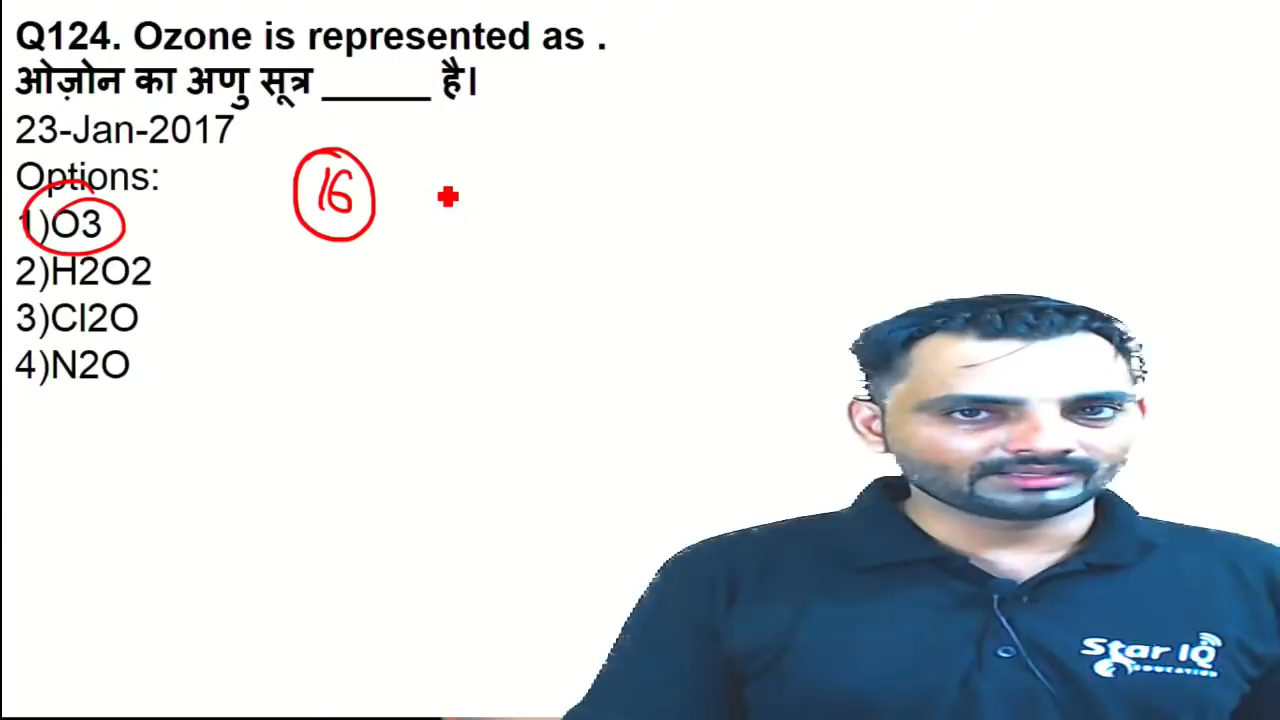 Q124. Ozone is represented as .
ओज़ोन का अणु सूत्र ______ है।
23-Jan-2017
Options:
16
1)O3
2)H2O2
3)Cl2O
4)N2O
Star IQ
EDUCATION